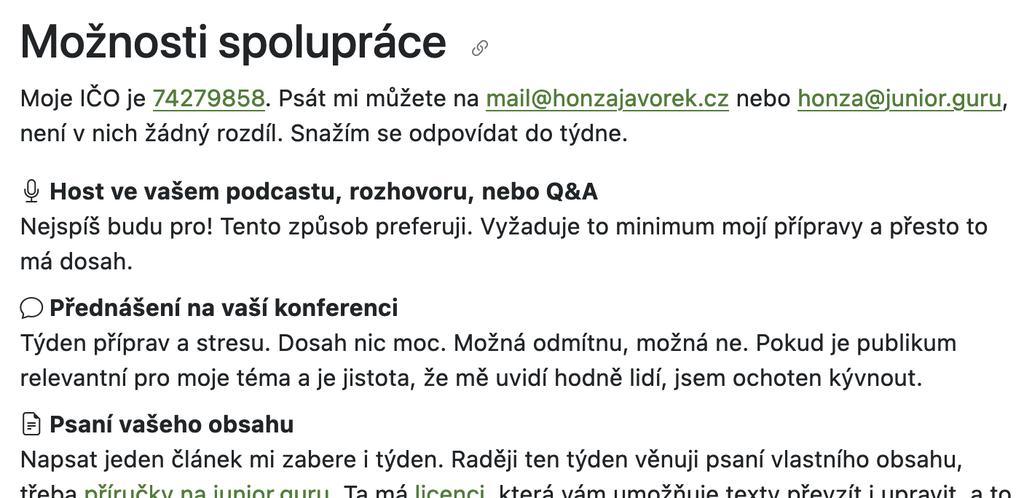 Možnosti spolupráce
Moje IČO je 74279858. Psát mi můžete na mail@honzajavorek.cz nebo honza@junior.guru,
není v nich žádný rozdíl. Snažím se odpovídat do týdne.
Host ve vašem podcastu, rozhovoru, nebo Q&A
Nejspíš budu pro! Tento způsob preferuji. Vyžaduje to minimum mojí přípravy a přesto to
má dosah.
Přednášení na vaší konferenci
Týden příprav a stresu. Dosah nic moc. Možná odmítnu, možná ne. Pokud je publikum
relevantní pro moje téma a je jistota, že mě uvidí hodně lidí, jsem ochoten kývnout.
Psaní vašeho obsahu
Napsat jeden článek mi zabere i týden. Raději ten týden věnuji psaní vlastního obsahu,
třeba příručky na junior.guru. Ta má licenci, která vám umožňuje texty převzít i upravit, a to